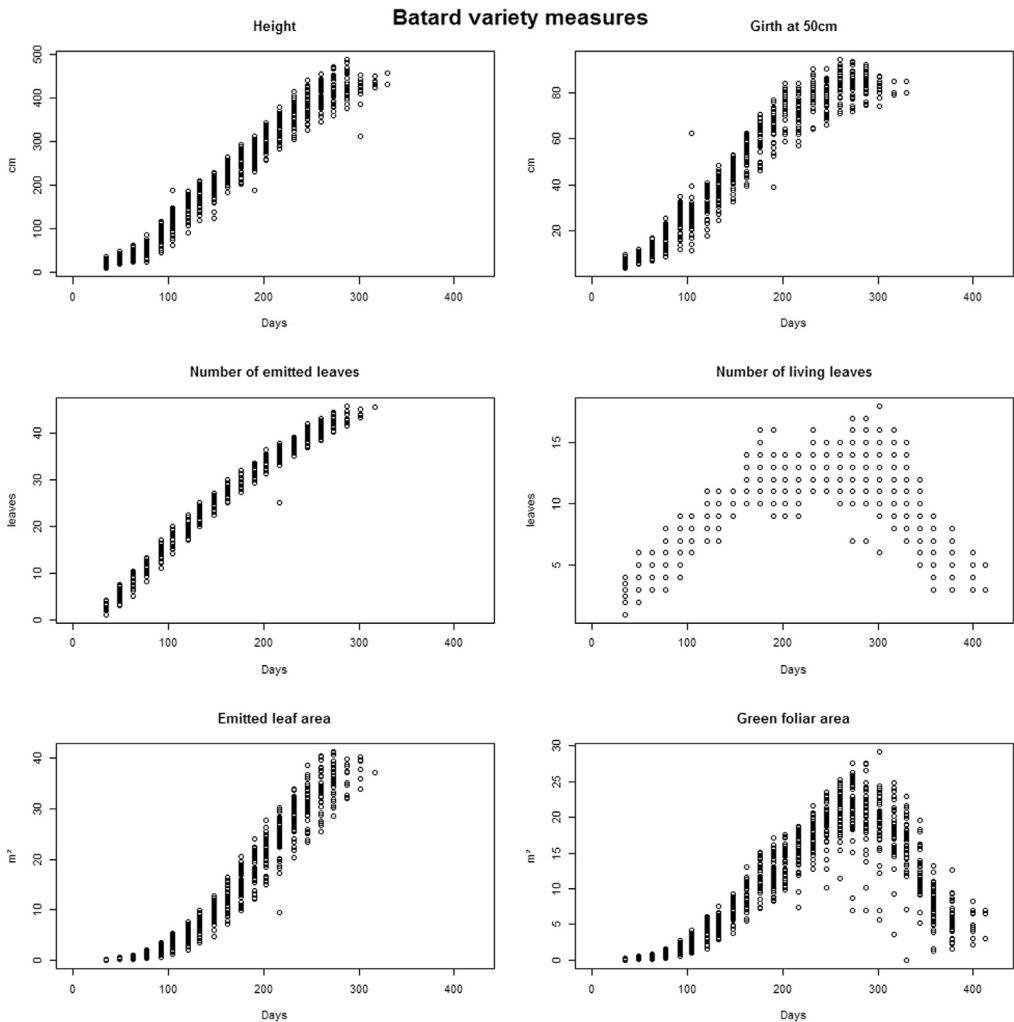 Batard variety measures
Height
cm
0 100 200 300 400 500
0 100 200 300 400
Days
Girth at 50cm
cm
20 40 60 80
0 100 200 300 400
Days
Number of emitted leaves
leaves
0 10 20 30 40
0 100 200 300 400
Days
Number of living leaves
leaves
5 10 15
0 100 200 300 400
Days
Emitted leaf area
m²
0 10 20 30 40
0 100 200 300 400
Days
Green foliar area
m²
0 5 10 15 20 25 30
0 100 200 300 400
Days